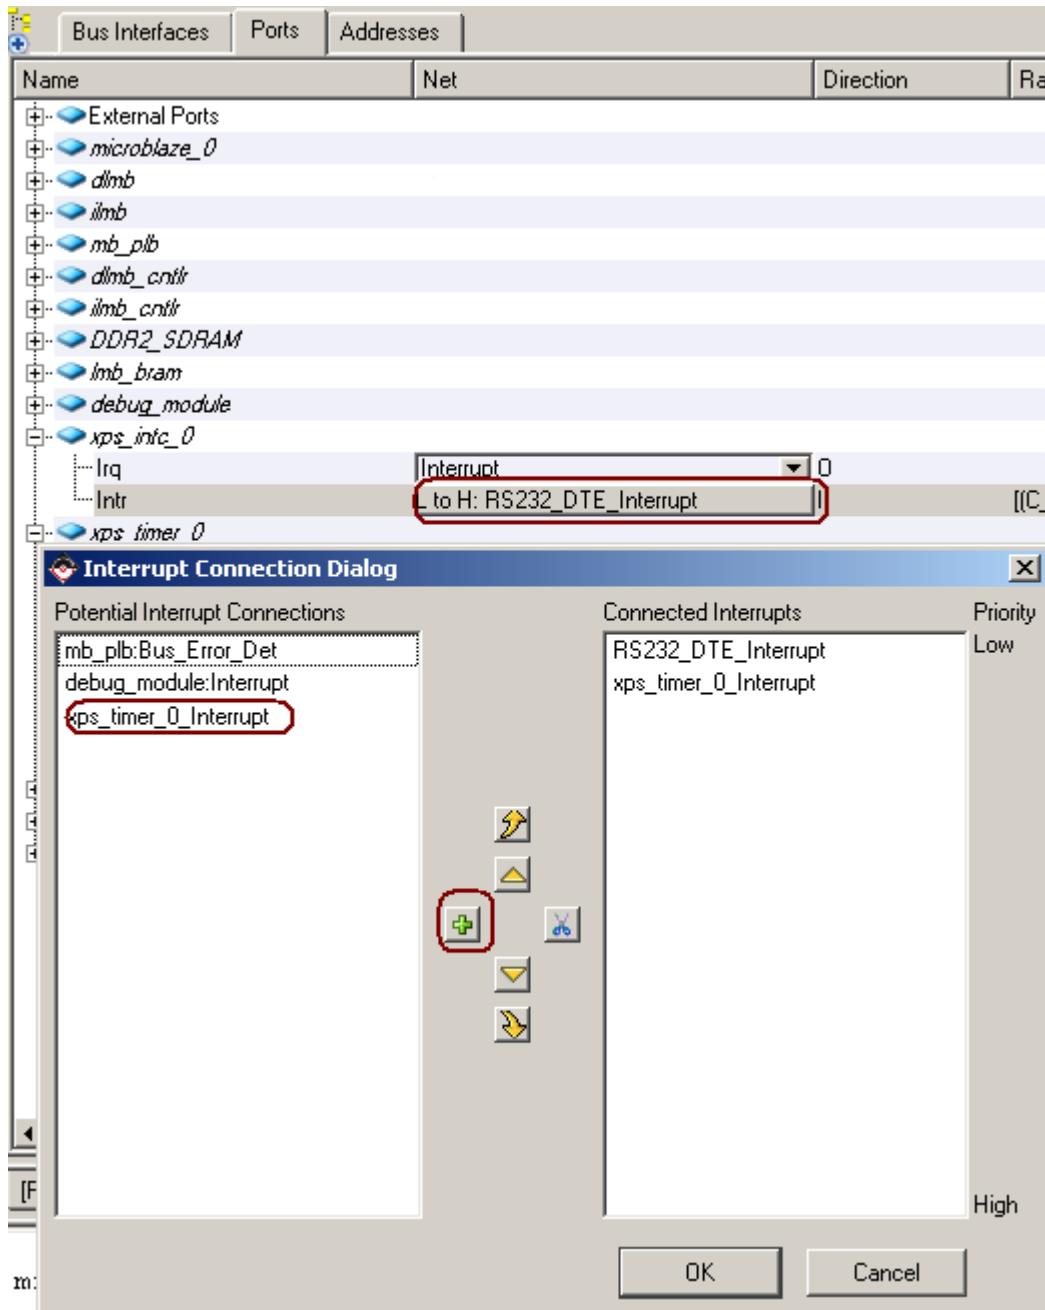 Bus Interfaces Ports Addresses
Name Net Direction Ra
External Ports
microblaze_0
dlmb
ilmb
mb_plb
dlmb_cntlr
ilmb_cntlr
DDR2_SDRAM
lmb_bram
debug_module
xps_intc_0
Irq Interrupt O
Intr L to H: RS232_DTE_Interrupt I [(C_
xps_timer_0
Interrupt Connection Dialog
Potential Interrupt Connections Connected Interrupts Priority
mb_plb:Bus_Error_Det RS232_DTE_Interrupt Low
debug_module:Interrupt xps_timer_0_Interrupt
xps_timer_0_Interrupt
[F
High
OK Cancel
m: